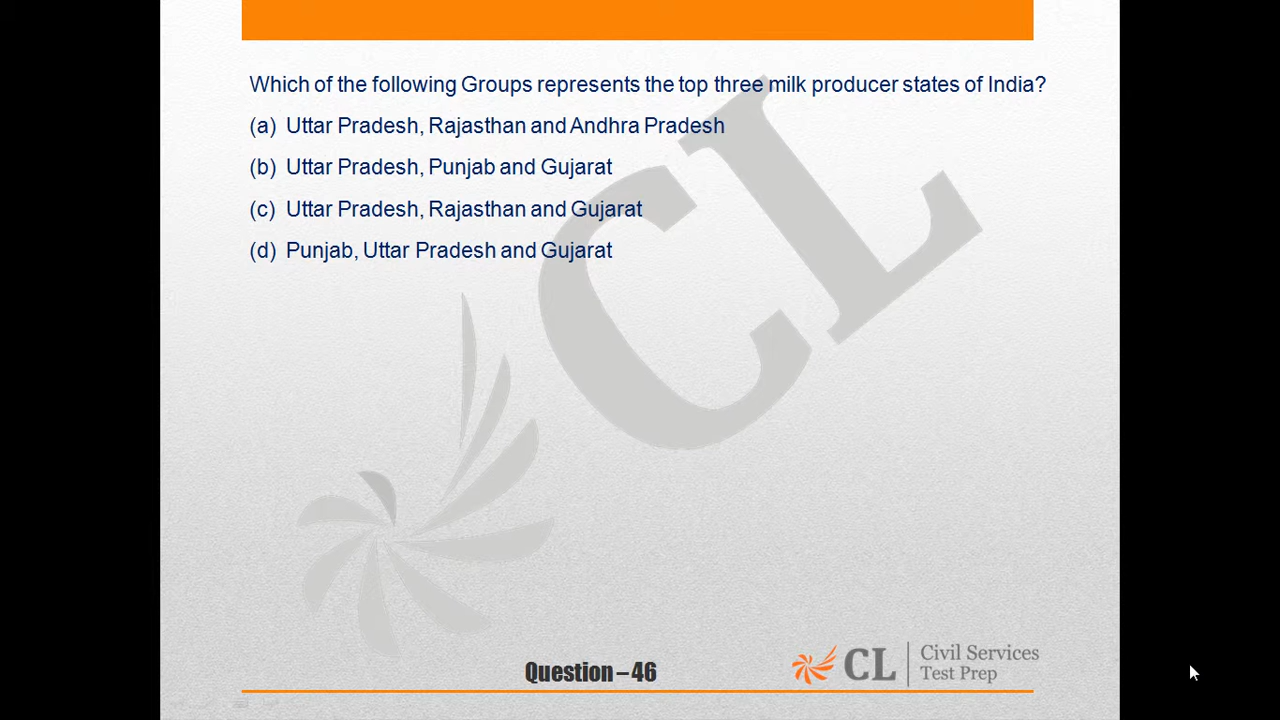 Which of the following Groups represents the top three milk producer states of India?
(a) Uttar Pradesh, Rajasthan and Andhra Pradesh
(b) Uttar Pradesh, Punjab and Gujarat
(c) Uttar Pradesh, Rajasthan and Gujarat
(d) Punjab, Uttar Pradesh and Gujarat
CL
Question – 46
CL
Civil Services
Test Prep